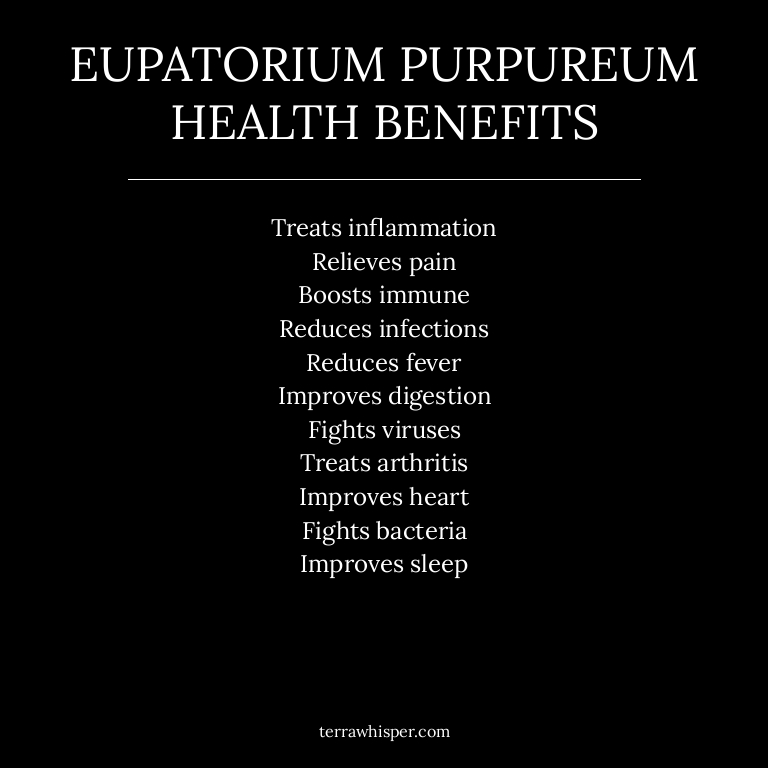 EUPATORIUM PURPUREUM
HEALTH BENEFITS
Treats inflammation
Relieves pain
Boosts immune
Reduces infections
Reduces fever
Improves digestion
Fights viruses
Treats arthritis
Improves heart
Fights bacteria
Improves sleep
terrawhisper.com